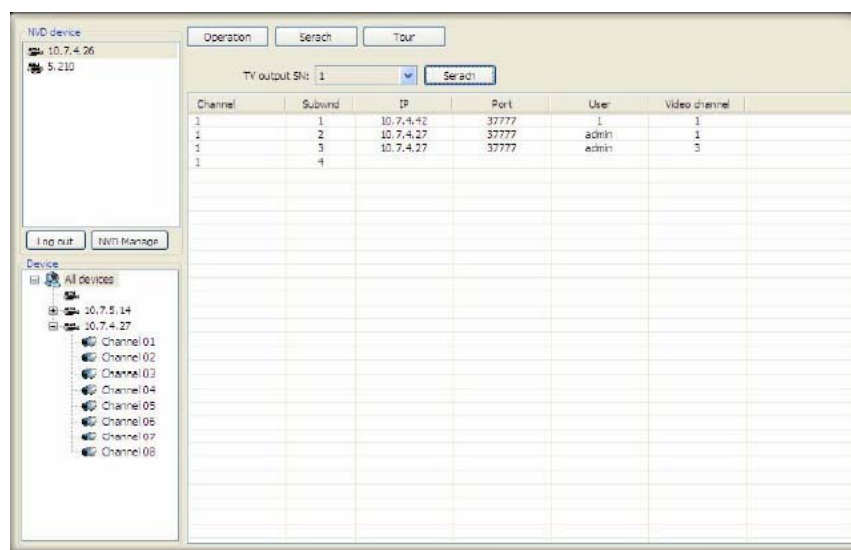 NVD device
10.7.4.26
5.210
Log out NVD Manage
Device
All devices
10.7.5.14
10.7.4.27
Channel 01
Channel 02
Channel 03
Channel 04
Channel 05
Channel 06
Channel 07
Channel 08
Operation Serach Tour
TV output SN: 1 Serach
Channel Subwnd IP Port User Video channel
1 1 10.7.4.42 37777 1 1
1 2 10.7.4.27 37777 admin 1
1 3 10.7.4.27 37777 admin 3
1 4